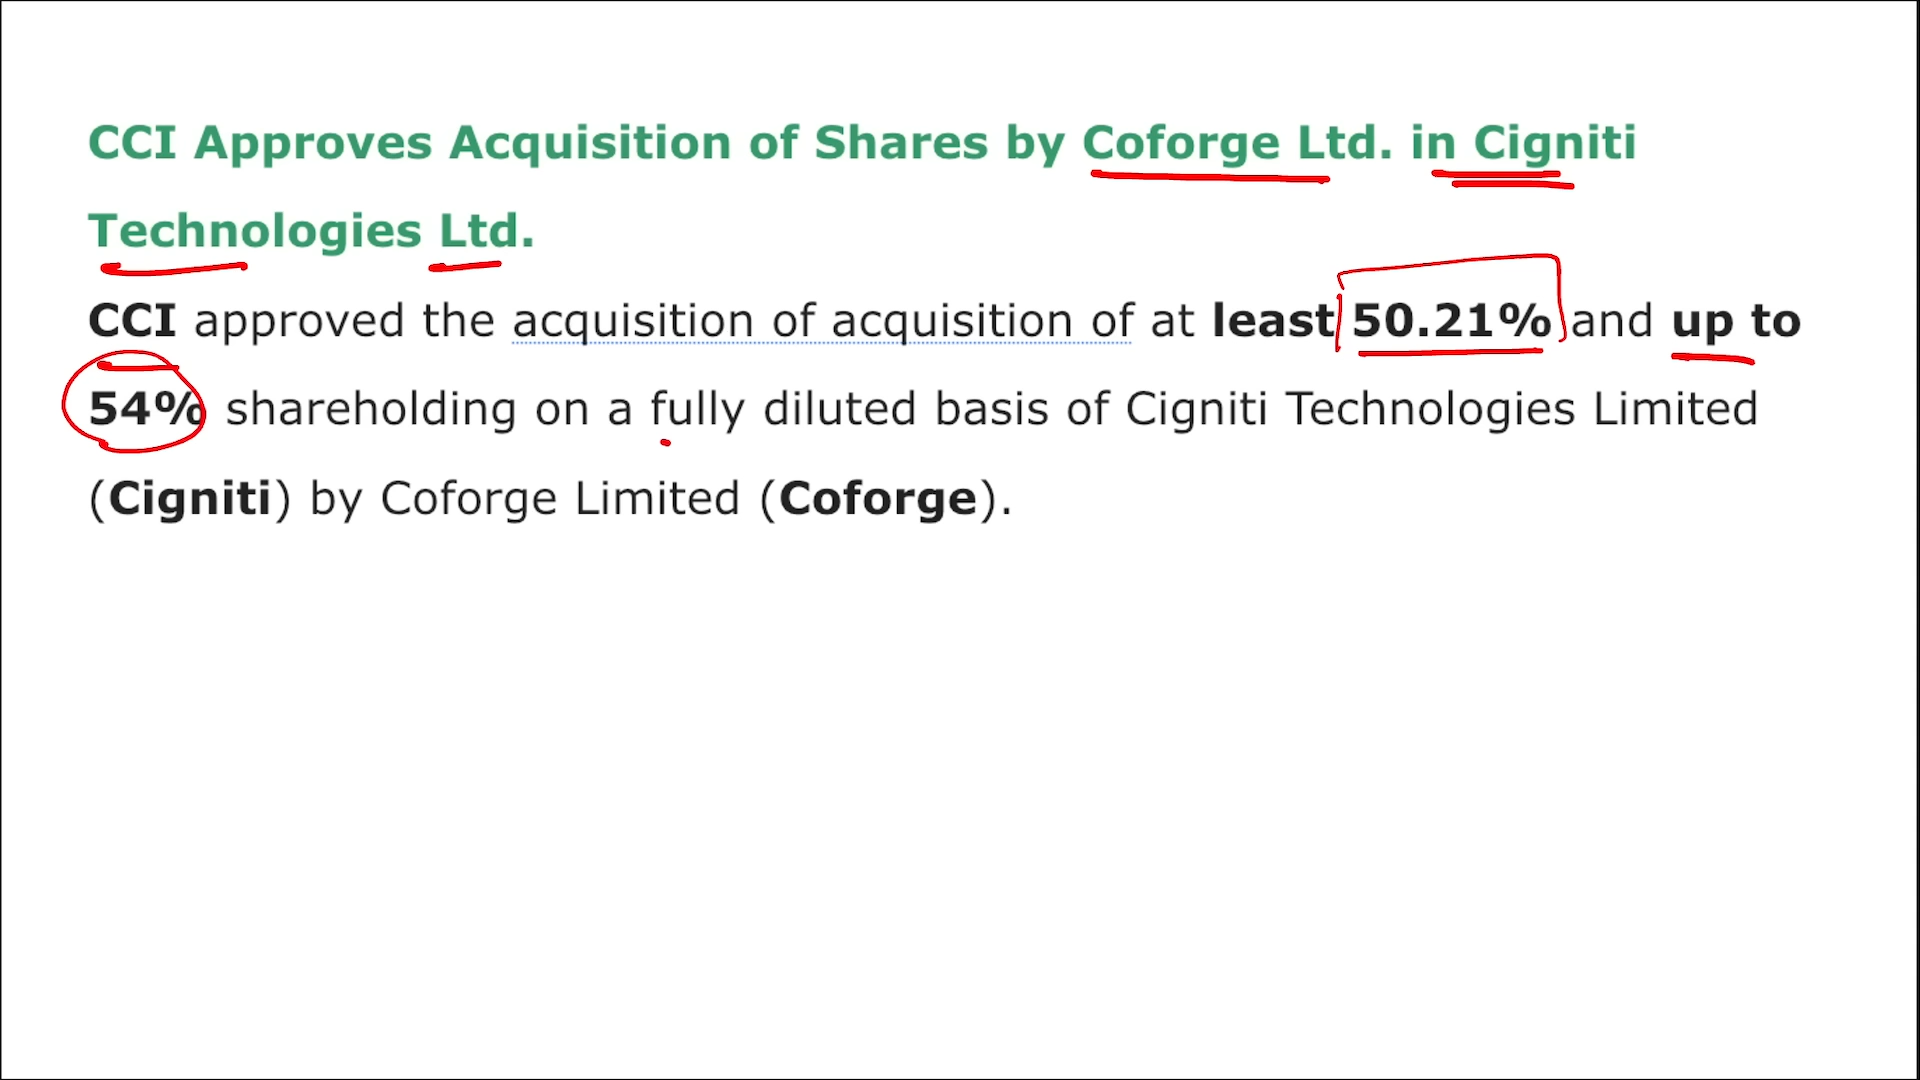 CCI Approves Acquisition of Shares by Coforge Ltd. in Cigniti
Technologies Ltd.
CCI approved the acquisition of acquisition of at least 50.21% and up to
54% shareholding on a fully diluted basis of Cigniti Technologies Limited
(Cigniti) by Coforge Limited (Coforge).